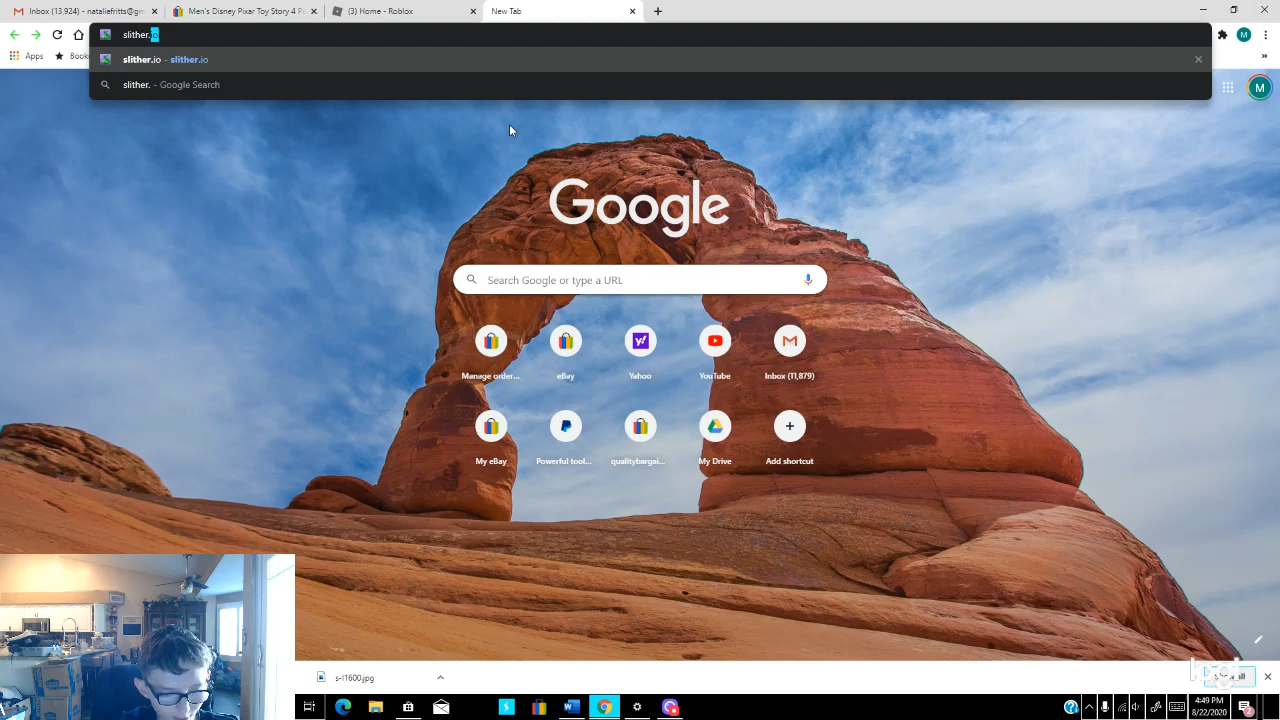 Inbox (13,924) - nataliefritts@gm
Men's Disney Pixar Toy Story 4 P
(3) Home - Roblox
New Tab
slither.io
M
Apps
Book
»
slither.io - slither.io
slither. - Google Search
M
Google
Search Google or type a URL
Manage order...
eBay
Yahoo
YouTube
Inbox (11,879)
My eBay
Powerful tool...
qualitybargai...
My Drive
Add shortcut
s-l1600.jpg
4:49 PM
8/22/2020
2